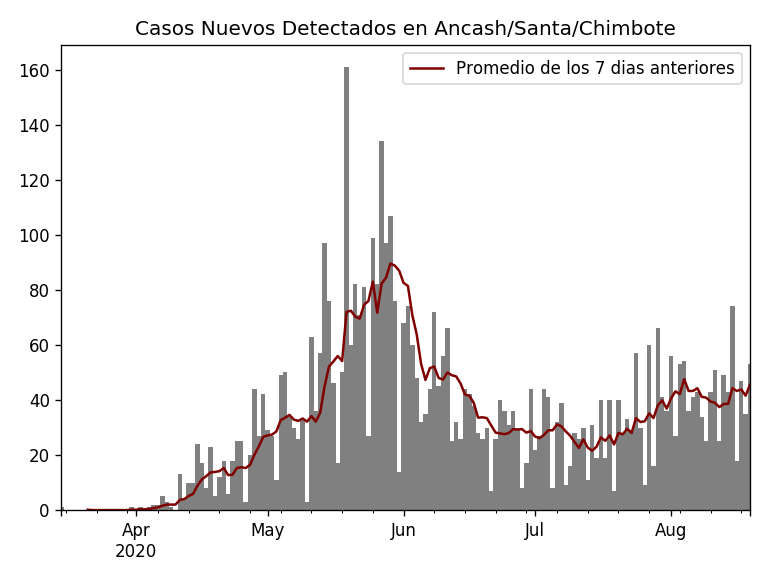 Casos Nuevos Detectados en Ancash/Santa/Chimbote
Promedio de los 7 dias anteriores
160
140
120
100
80
60
40
20
0
Apr
2020
May
Jun
Jul
Aug